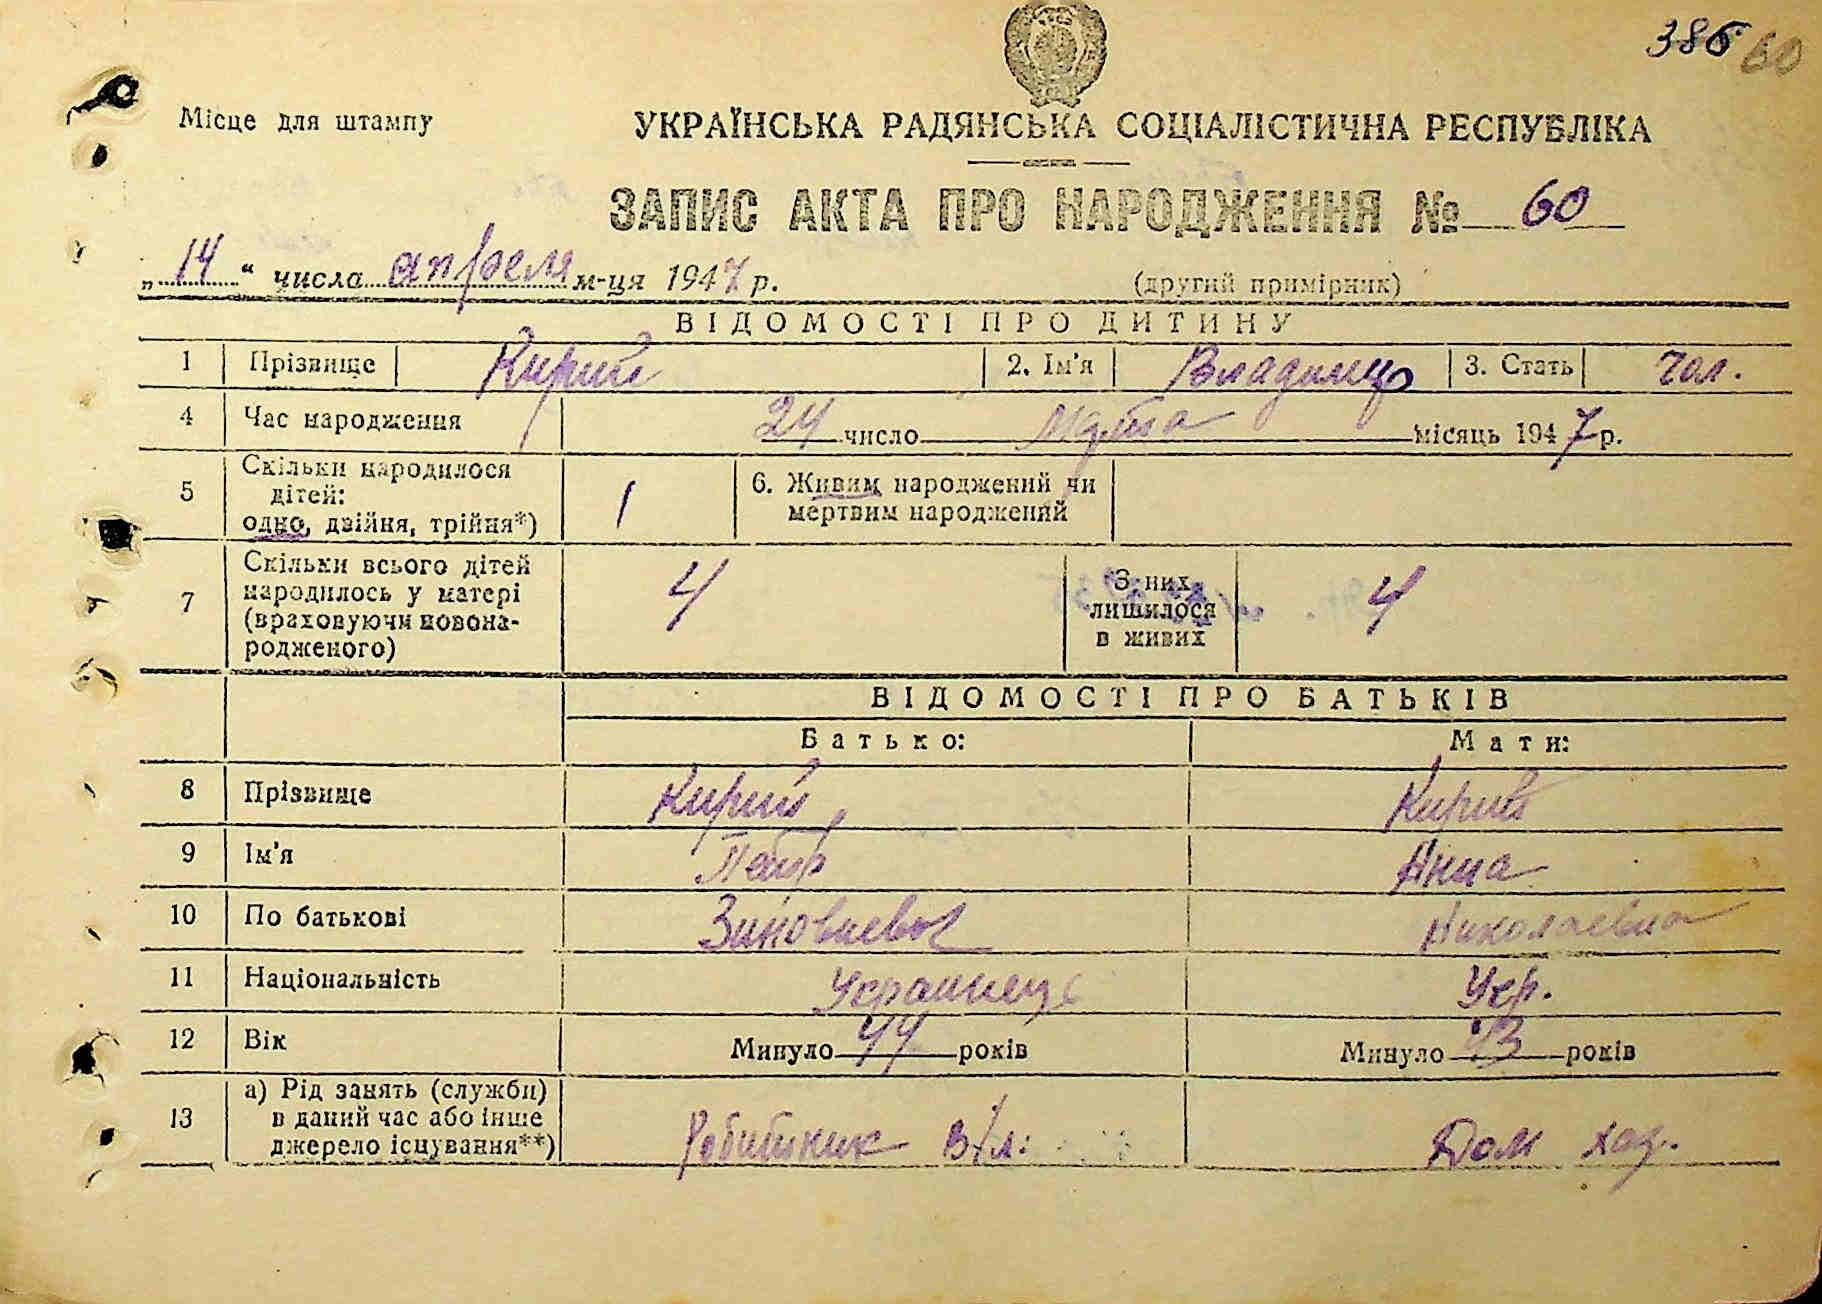 386 60
Місце для штампу
УКРАЇНСЬКА РАДЯНСЬКА СОЦІАЛІСТИЧНА РЕСПУБЛІКА
ЗАПИС АКТА ПРО НАРОДЖЕННЯ № 60
„ 14 “ числа апреля м-ця 1947 р. (другий примірник)
ВІДОМОСТІ ПРО ДИТИНУ
1 Прізвище Кирий 2. Ім'я Владимир 3. Стать чол.
4 Час народження 24 число марта місяць 1947 р.
5 Скільки народилося дітей: одно, двійня, трійня*) 1 6. Живим народжений чи мертвим народжений
7 Скільки всього дітей народилось у матері (враховуючи новонародженого) 4 З них лишилося в живих 4
ВІДОМОСТІ ПРО БАТЬКІВ
Батько: Мати:
8 Прізвище Кирий Кирий
9 Ім'я Петр Анна
10 По батькові Зиновьевич Николаевна
11 Національність Украинець Укр.
12 Вік Минуло 44 років Минуло 43 років
13 а) Рід занять (служби) в даний час або інше джерело існування**) Робитник з/л: Дом хоз.